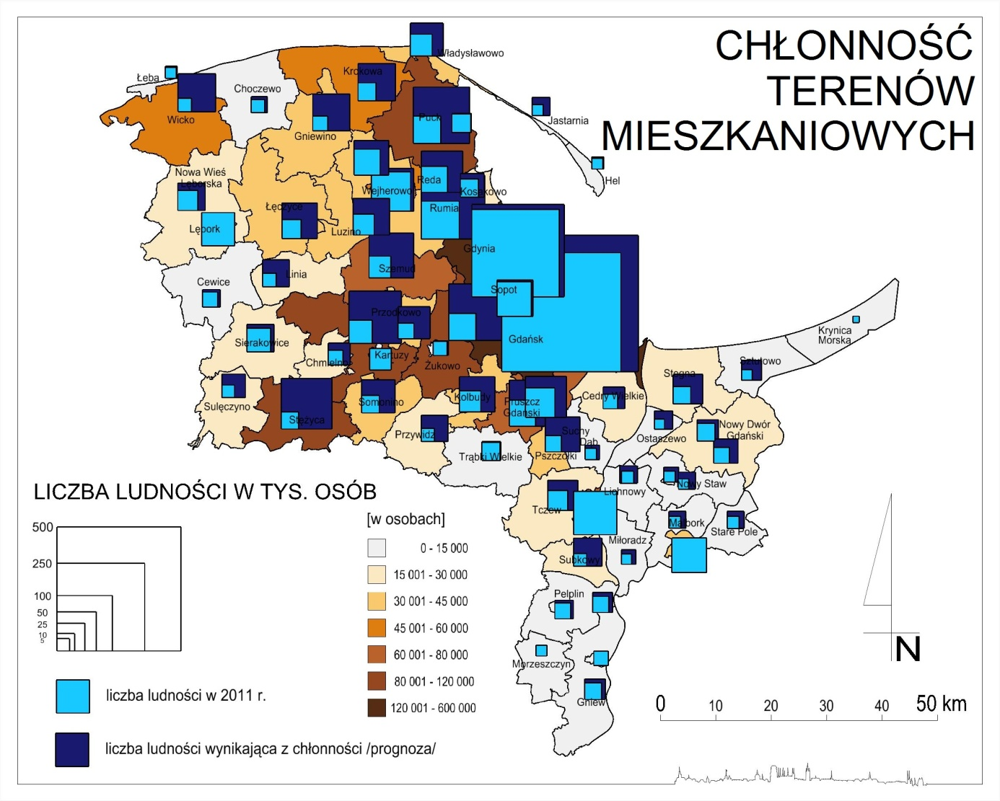 CHŁONNOŚĆ
TERENÓW
MIESZKANIOWYCH
Władysławowo
Łeba
Krokowa
Choczewo
Wicko
Puck
Jastarnia
Gniewino
Hel
Nowa Wieś
Lęborska
Reda
Wejherowo
Kosakowo
Łęczyce
Rumia
Lębork
Luzino
Gdynia
Szemud
Linia
Cewice
Sopot
Przodkowo
Gdańsk
Krynica
Morska
Sierakowice
Chmielno
Kartuzy
Żukowo
Sztutowo
Stegna
Sulęczyno
Somonino
Kolbudy
Pruszcz
Gdański
Cedry Wielkie
Stężyca
Nowy Dwór
Gdański
Przywidz
Suchy
Dąb
Ostaszewo
Trąbki Wielkie
Pszczółki
Lichnowy
Nowy Staw
Tczew
Malbork
Stare Pole
Miłoradz
Subkowy
Pelplin
Morzeszczyn
Gniew
LICZBA LUDNOŚCI W TYS. OSÓB
500
250
100
50
25
10
5
[w osobach]
0 - 15 000
15 001 - 30 000
30 001 - 45 000
45 001 - 60 000
60 001 - 80 000
80 001 - 120 000
120 001 - 600 000
liczba ludności w 2011 r.
liczba ludności wynikająca z chłonności /prognoza/
N
0 10 20 30 40 50 km